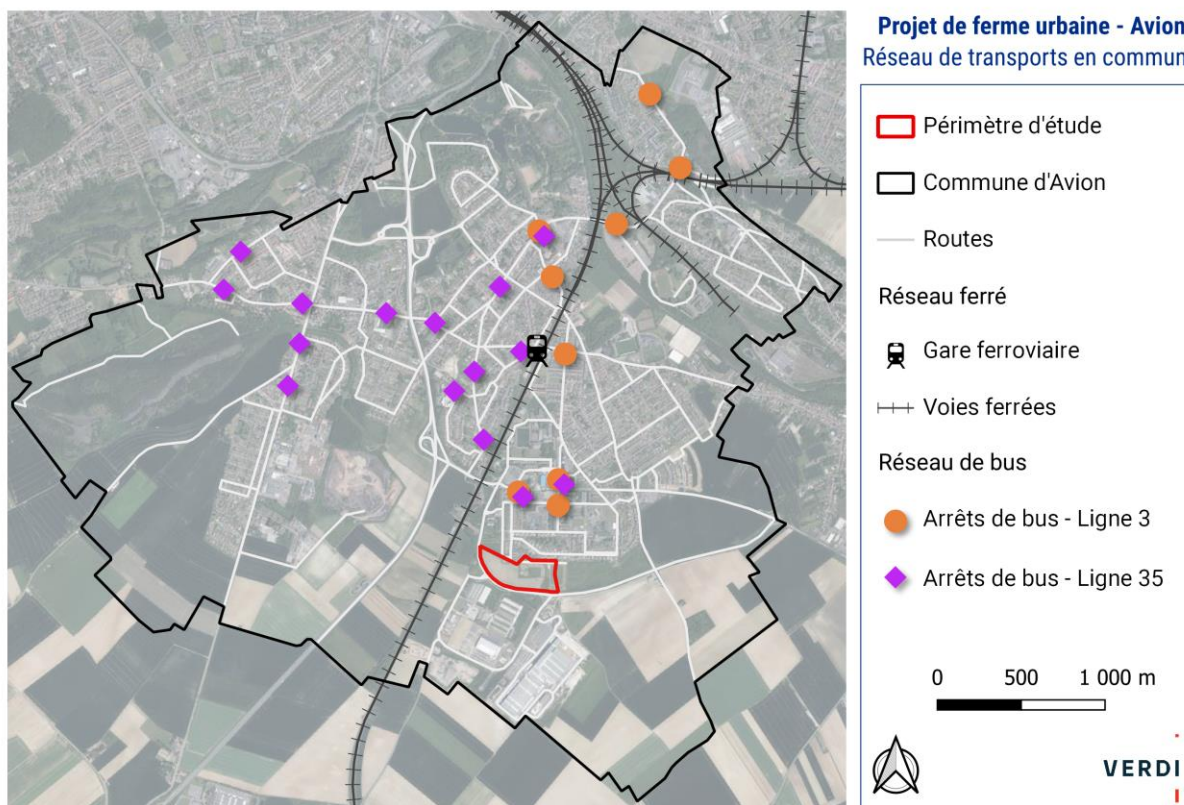 Projet de ferme urbaine - Avion
Réseau de transports en commun
Périmètre d'étude
Commune d'Avion
Routes
Réseau ferré
Gare ferroviaire
Voies ferrées
Réseau de bus
Arrêts de bus - Ligne 3
Arrêts de bus - Ligne 35
0 500 1 000 m
VERDI